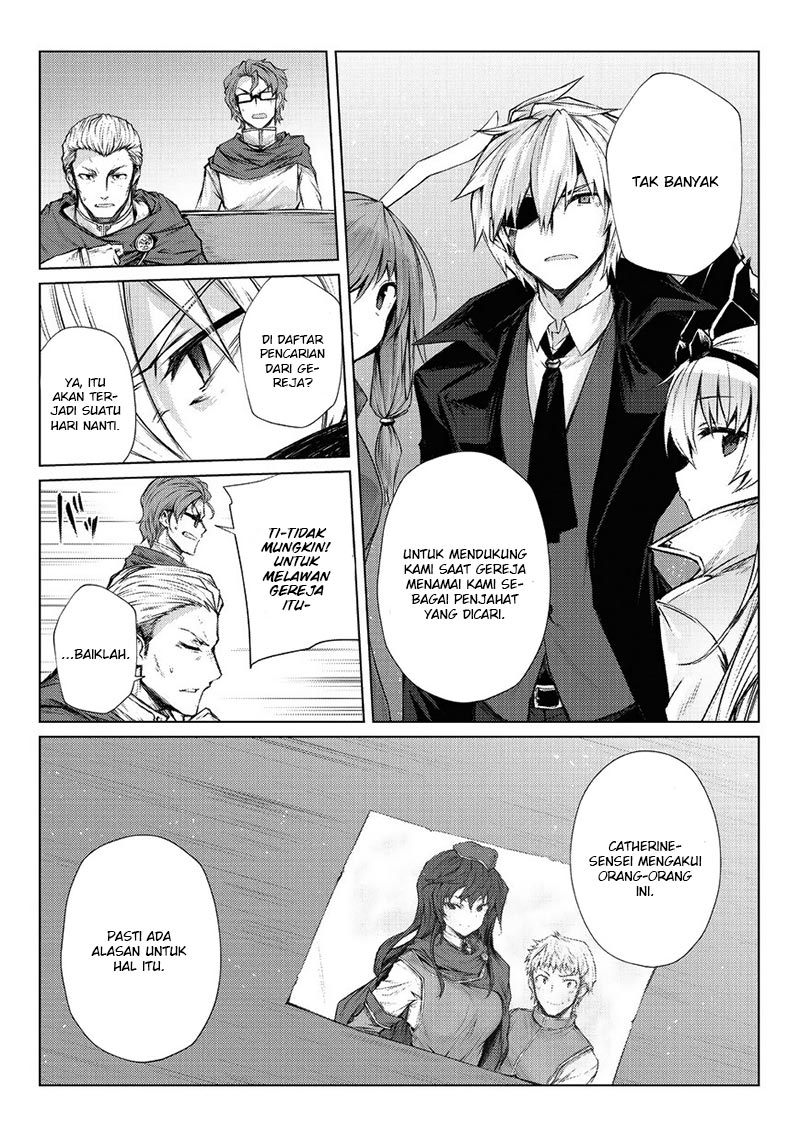 TAK BANYAK
UNTUK MENDUKUNG
KAMI SAAT GEREJA
MENAMAI KAMI SE-
BAGAI PENJAHAT
YANG DICARI.
DI DAFTAR
PENCARIAN
DARI GE-
REJA?
YA, ITU
AKAN TER-
JADI SUATU
HARI NANTI.
TI-TIDAK
MUNGKIN!
UNTUK
MELAWAN
GEREJA
ITU-
...BAIKLAH.
CATHERINE-
SENSEI MENGAKUI
ORANG-ORANG
INI.
PASTI ADA
ALASAN UNTUK
HAL ITU.